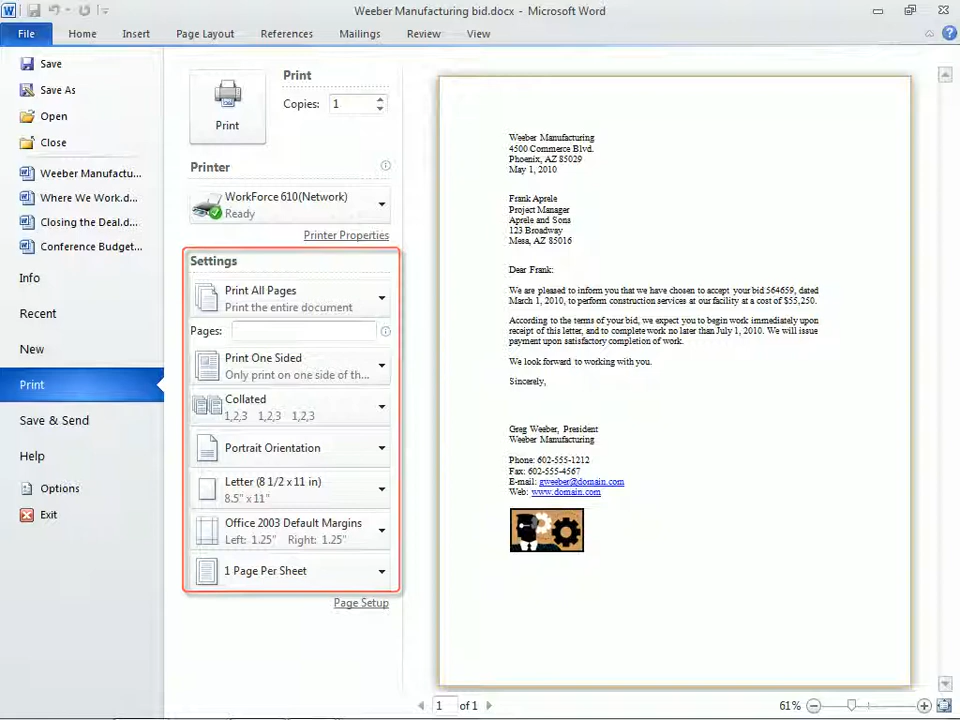 Weeber Manufacturing bid.docx - Microsoft Word
File Home Insert Page Layout References Mailings Review View
Save
Save As
Open
Close
Weeber Manufactu...
Where We Work.d...
Closing the Deal.d...
Conference Budget...
Info
Recent
New
Print
Save & Send
Help
Options
Exit
Print
Print
Copies: 1
Printer
WorkForce 610(Network)
Ready
Printer Properties
Settings
Print All Pages
Print the entire document
Pages:
Print One Sided
Only print on one side of th...
Collated
1,2,3 1,2,3 1,2,3
Portrait Orientation
Letter (8 1/2 x 11 in)
8.5" x 11"
Office 2003 Default Margins
Left: 1.25" Right: 1.25"
1 Page Per Sheet
Page Setup
Weeber Manufacturing
4500 Commerce Blvd.
Phoenix, AZ 85029
May 1, 2010
Frank Aprele
Project Manager
Aprele and Sons
123 Broadway
Mesa, AZ 85016
Dear Frank:
We are pleased to inform you that we have chosen to accept your bid 564659, dated
March 1, 2010, to perform construction services at our facility at a cost of $55,250.
According to the terms of your bid, we expect you to begin work immediately upon
receipt of this letter, and to complete work no later than July 1, 2010. We will issue
payment upon satisfactory completion of work.
We look forward to working with you.
Sincerely,
Greg Weeber, President
Weeber Manufacturing
Phone: 602-555-1212
Fax: 602-555-4567
E-mail: gweeber@domain.com
Web: www.domain.com
1 of 1
61%